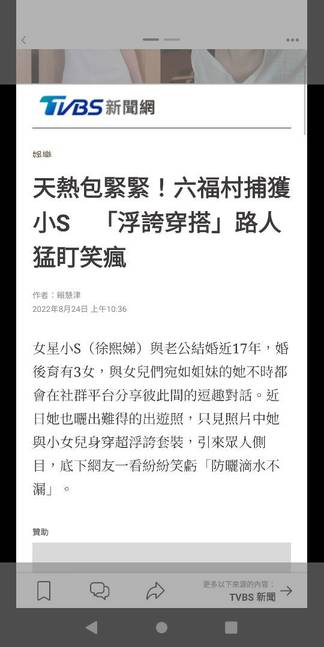 TVBS 新聞網
娛樂
天熱包緊緊！六福村捕獲
小S　「浮誇穿搭」路人
猛盯笑瘋
作者：賴慧津
2022年8月24日 上午10:36
女星小S（徐熙娣）與老公結婚近17年，婚
後育有3女，與女兒們宛如姐妹的她不時都
會在社群平台分享彼此間的逗趣對話。近
日她也曬出難得的出遊照，只見照片中她
與小女兒身穿超浮誇套裝，引來眾人側
目，底下網友一看紛紛笑虧「防曬滴水不
漏」。
贊助
更多以下來源的內容：
TVBS 新聞